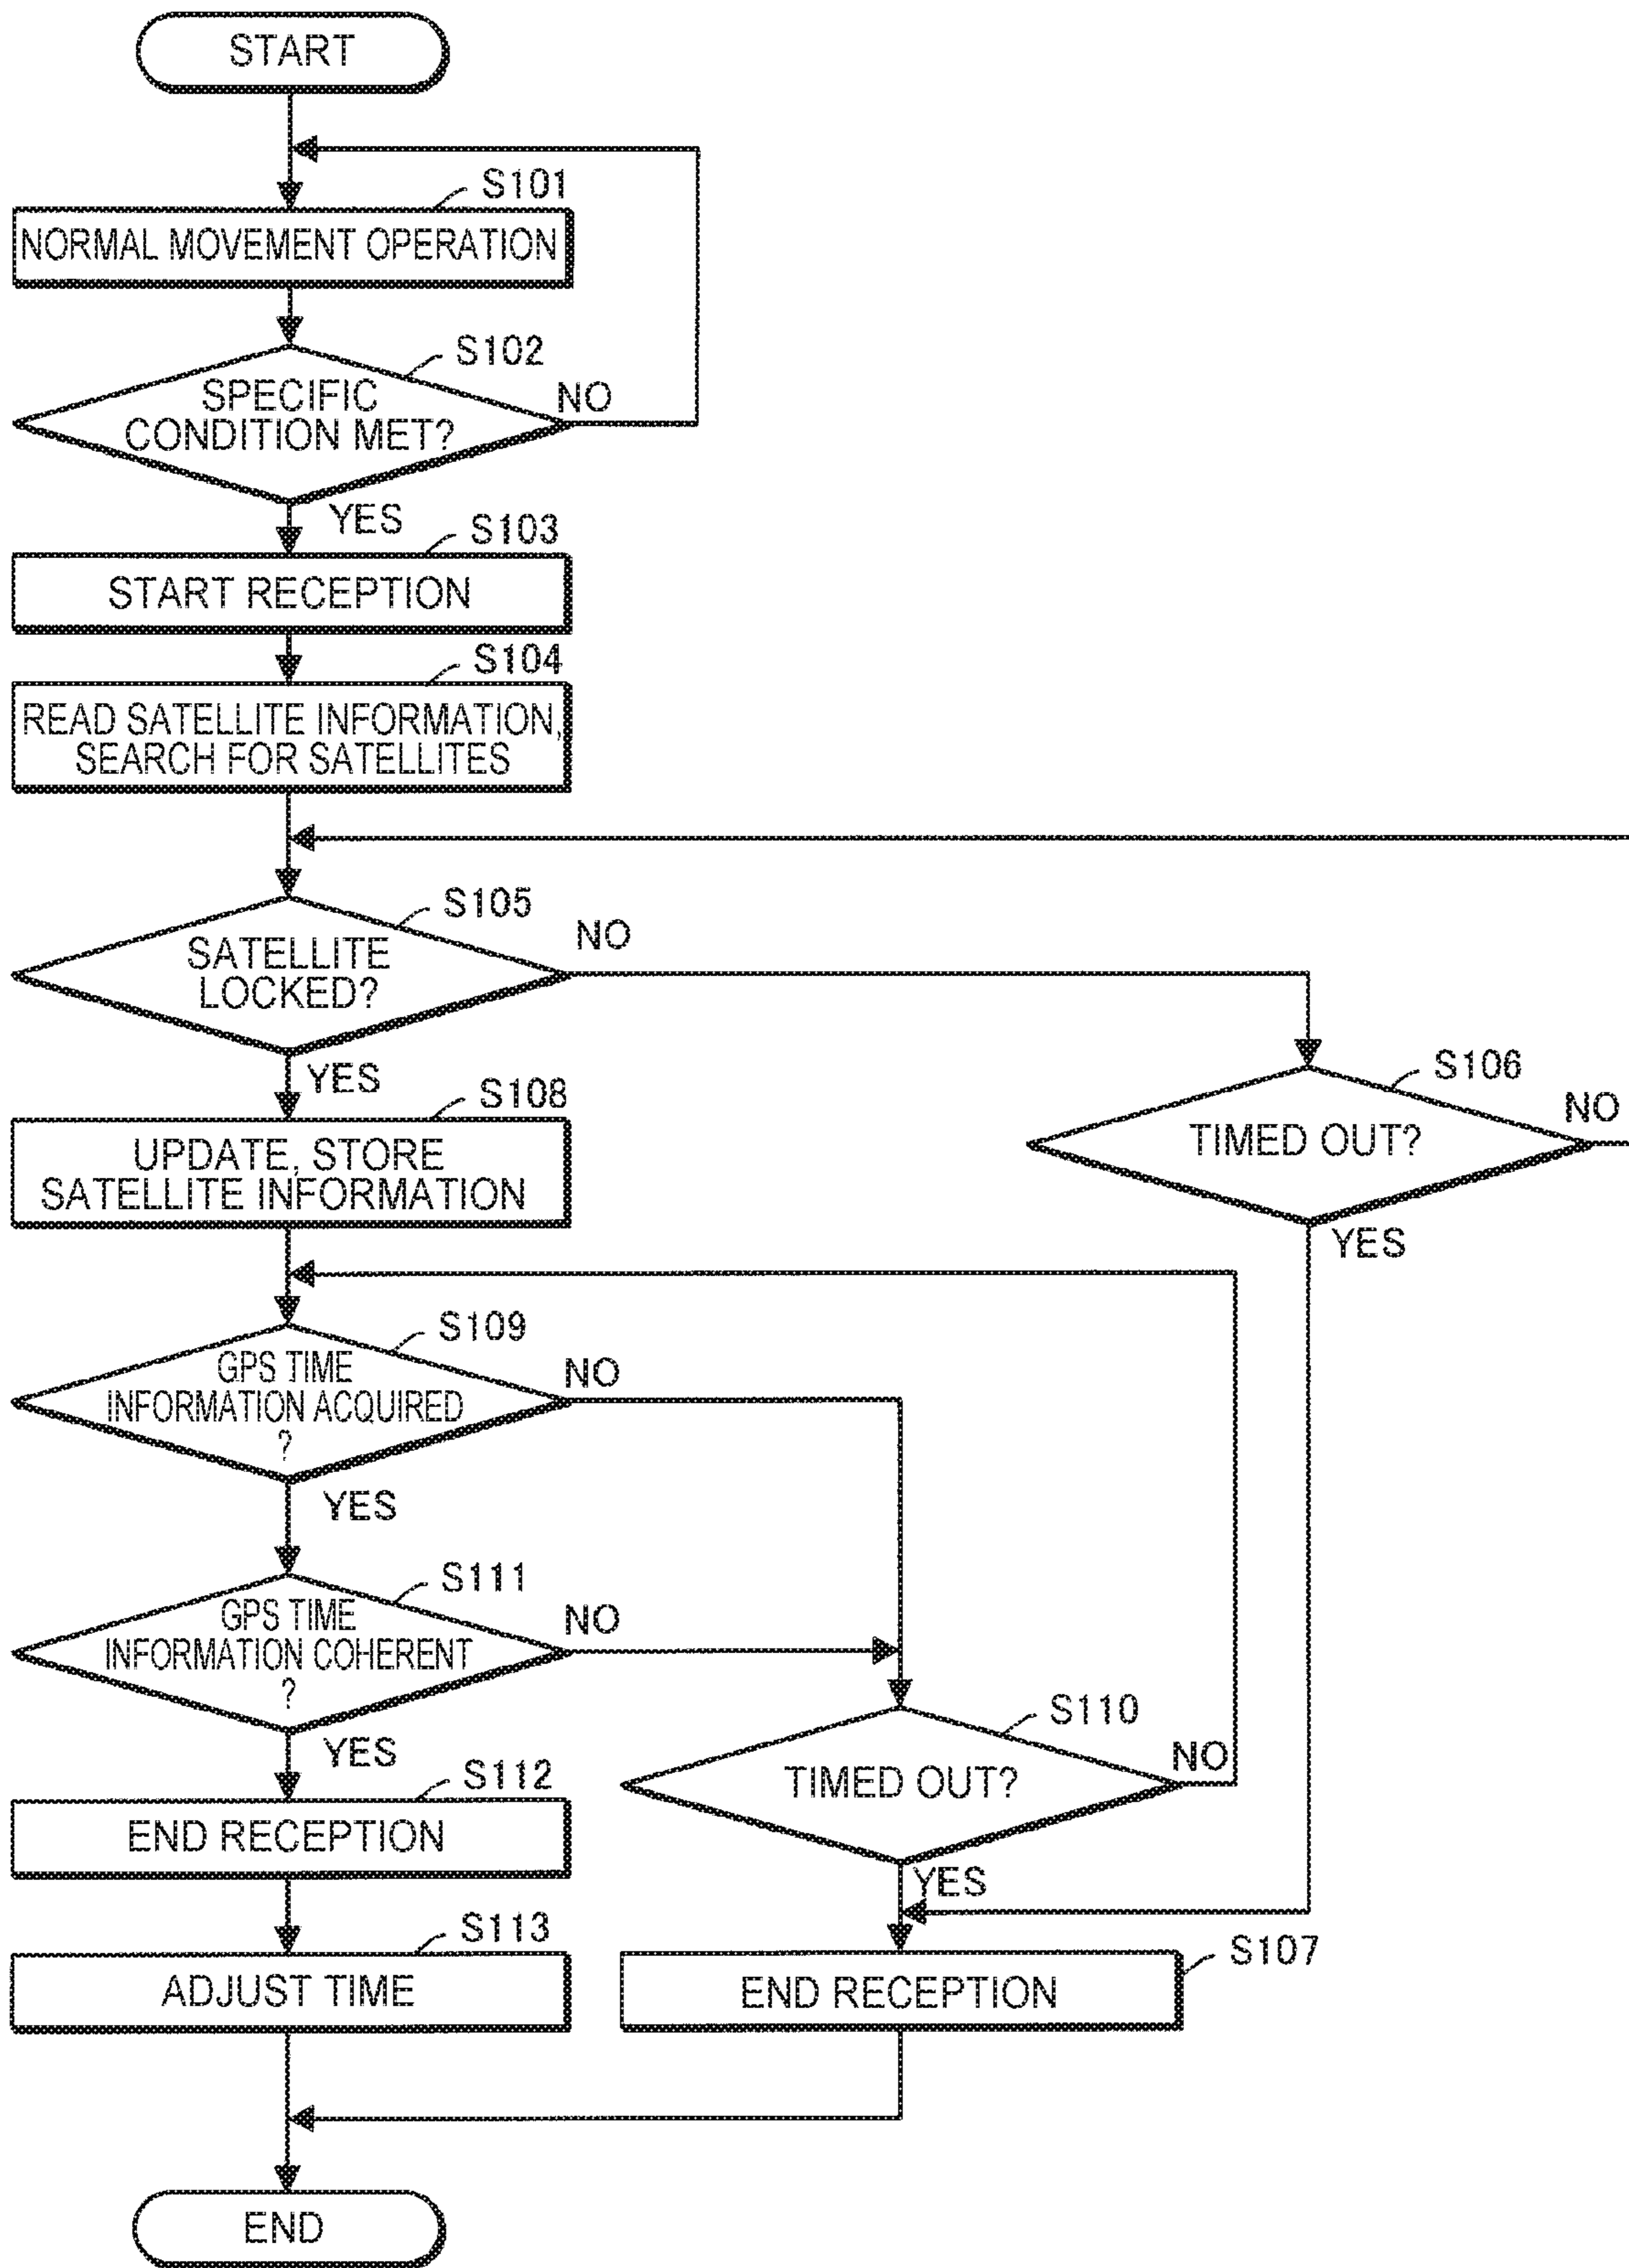 START
S101
NORMAL MOVEMENT OPERATION
S102
SPECIFIC
CONDITION MET?
NO
YES
S103
START RECEPTION
S104
READ SATELLITE INFORMATION,
SEARCH FOR SATELLITES
S105
SATELLITE
LOCKED?
NO
YES
S106
TIMED OUT?
NO
YES
S108
UPDATE, STORE
SATELLITE INFORMATION
S109
GPS TIME
INFORMATION ACQUIRED
?
NO
YES
S111
GPS TIME
INFORMATION COHERENT
?
NO
YES
S110
TIMED OUT?
NO
YES
S112
END RECEPTION
S113
ADJUST TIME
S107
END RECEPTION
END